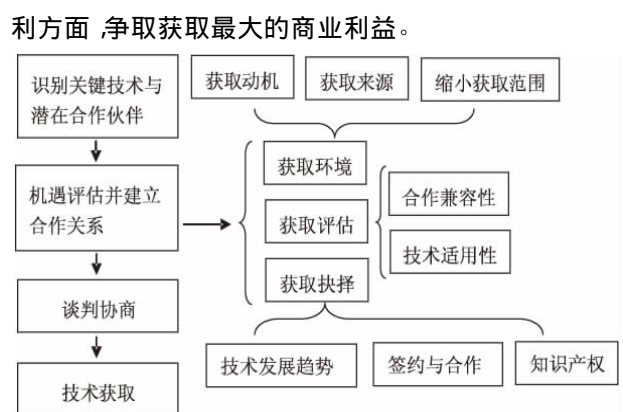 利方面,争取获取最大的商业利益。
识别关键技术与
潜在合作伙伴
获取动机
获取来源
缩小获取范围
机遇评估并建立
合作关系
获取环境
获取评估
获取抉择
合作兼容性
技术适用性
谈判协商
技术获取
技术发展趋势
签约与合作
知识产权